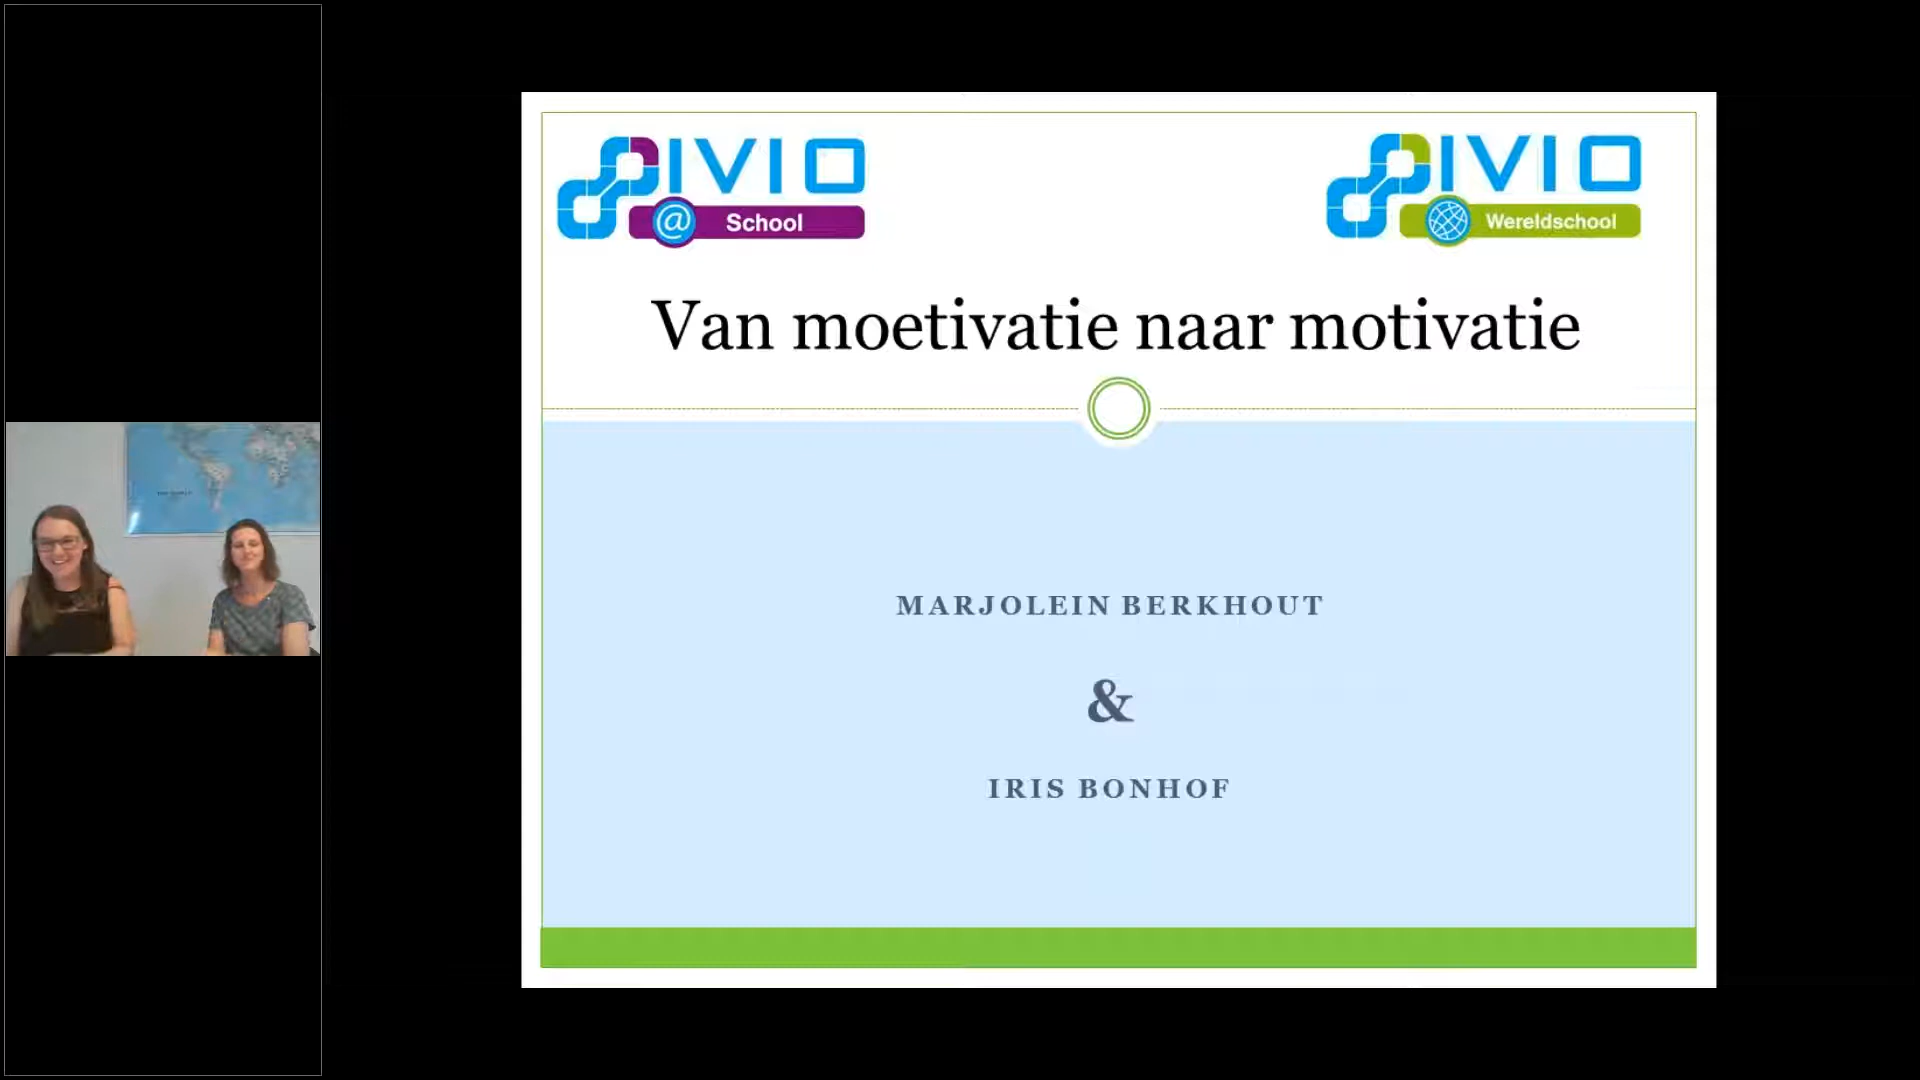 IVIO
@ School
IVIO
Wereldschool
Van moetivatie naar motivatie
MARJOLEIN BERKHOUT
&
IRIS BONHOF